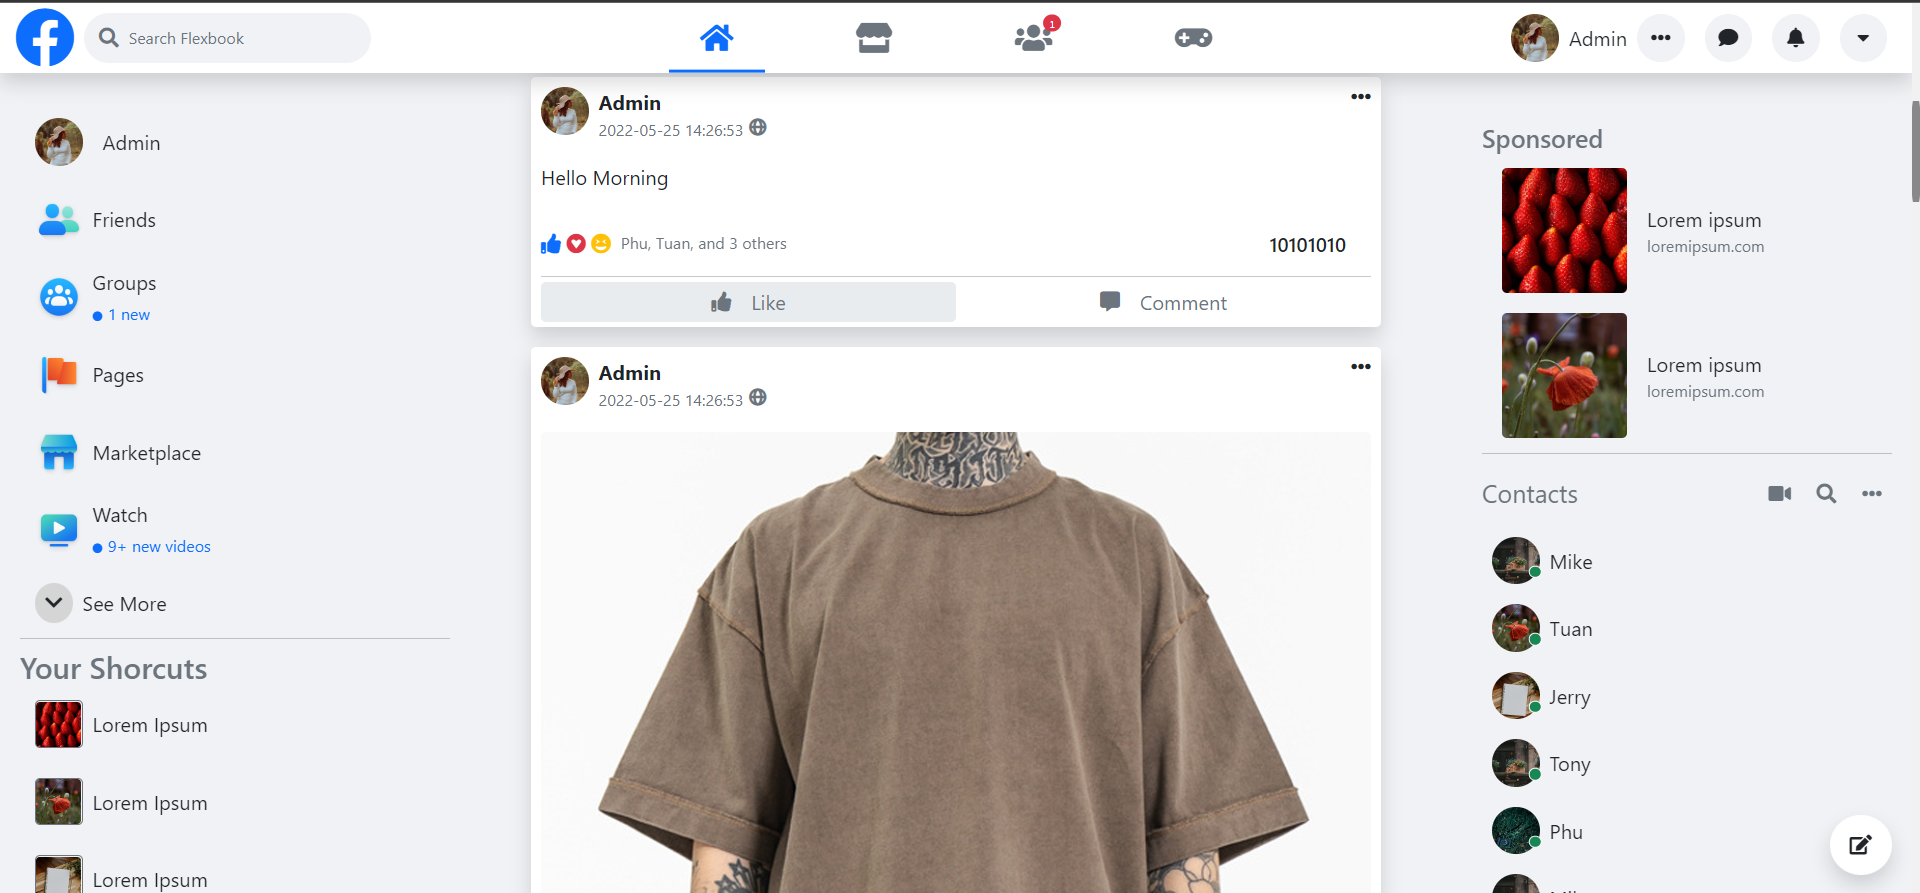 Search Flexbook
1
Admin
Admin
Friends
Groups
1 new
Pages
Marketplace
Watch
9+ new videos
See More
Your Shorcuts
Lorem Ipsum
Lorem Ipsum
Lorem Ipsum
Admin
2022-05-25 14:26:53
Hello Morning
Phu, Tuan, and 3 others
10101010
Like
Comment
Admin
2022-05-25 14:26:53
Sponsored
Lorem ipsum
loremipsum.com
Lorem ipsum
loremipsum.com
Contacts
Mike
Tuan
Jerry
Tony
Phu